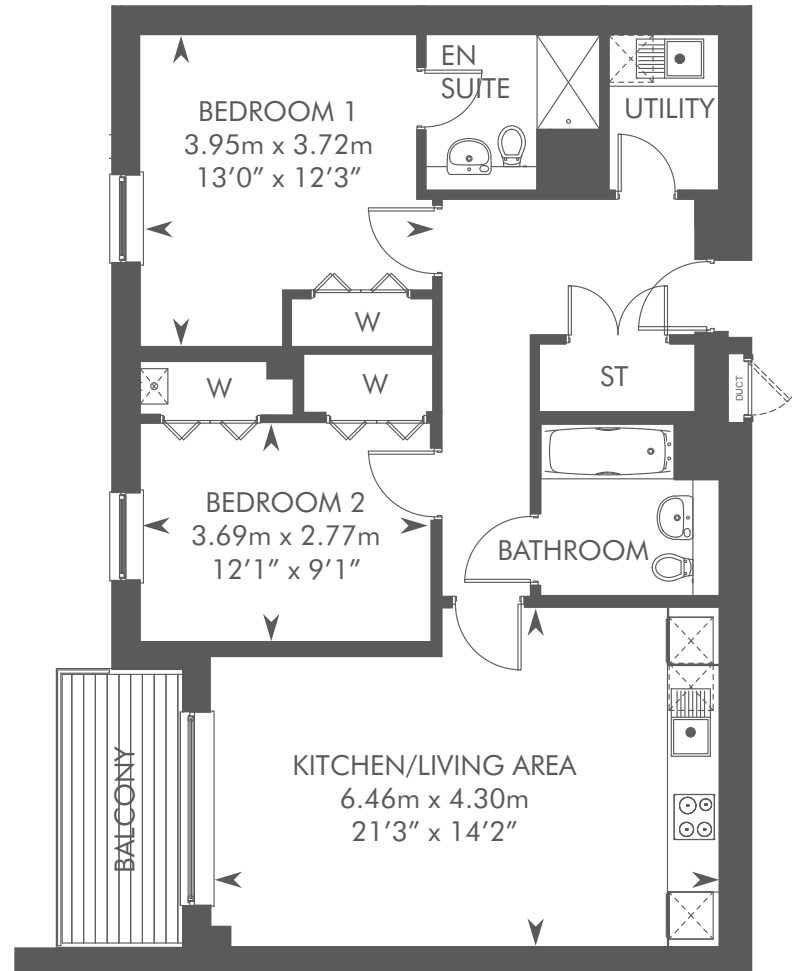 BEDROOM 1
3.95m x 3.72m
13’0” x 12’3”
EN
SUITE
UTILITY
W
W
W
ST
DUCT
BEDROOM 2
3.69m x 2.77m
12’1” x 9’1”
BATHROOM
KITCHEN/LIVING AREA
6.46m x 4.30m
21’3” x 14’2”
BALCONY